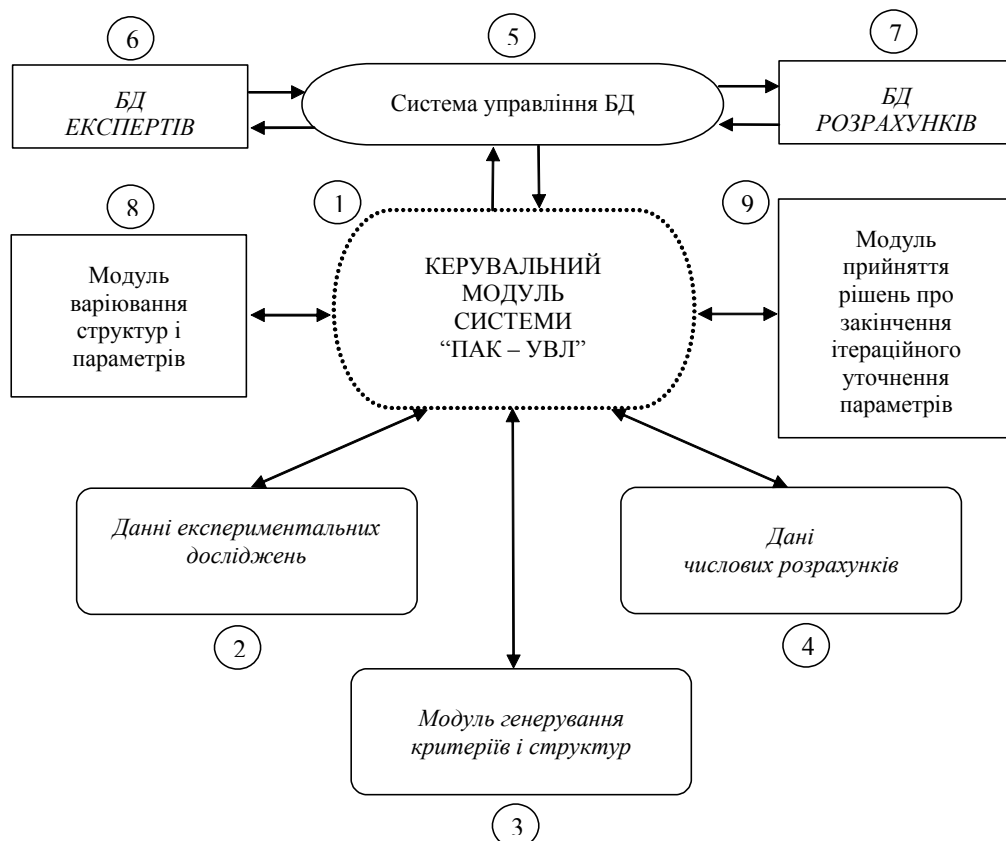 6
5
7
БД
ЕКСПЕРТІВ
Система управління БД
БД
РОЗРАХУНКІВ
8
1
9
Модуль
варіювання
структур і
параметрів
КЕРУВАЛЬНИЙ
МОДУЛЬ
СИСТЕМИ
“ПАК – УВЛ”
Модуль
прийняття
рішень про
закінчення
ітераційного
уточнення
параметрів
Данні експериментальних
досліджень
Дані
числових розрахунків
2
4
Модуль генерування
критеріїв і структур
3